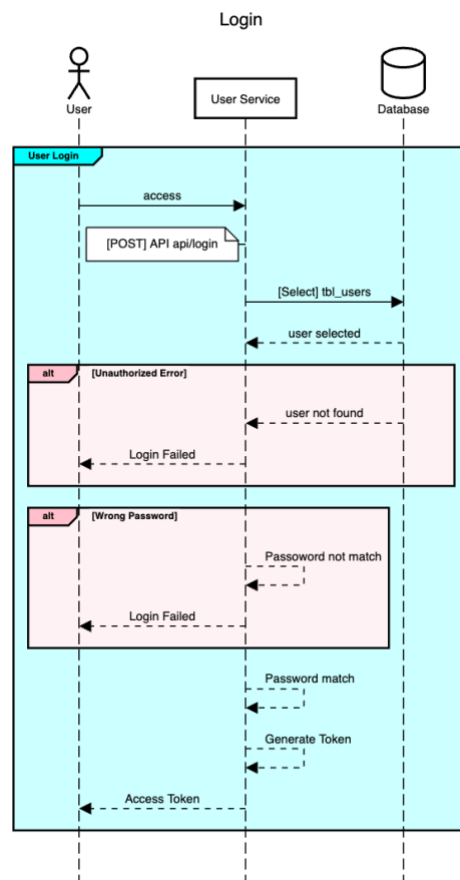 Login
User
User Service
Database
User Login
access
[POST] API api/login
[Select] tbl_users
user selected
alt
[Unauthorized Error]
user not found
Login Failed
alt
[Wrong Password]
Passoword not match
Login Failed
Password match
Generate Token
Access Token